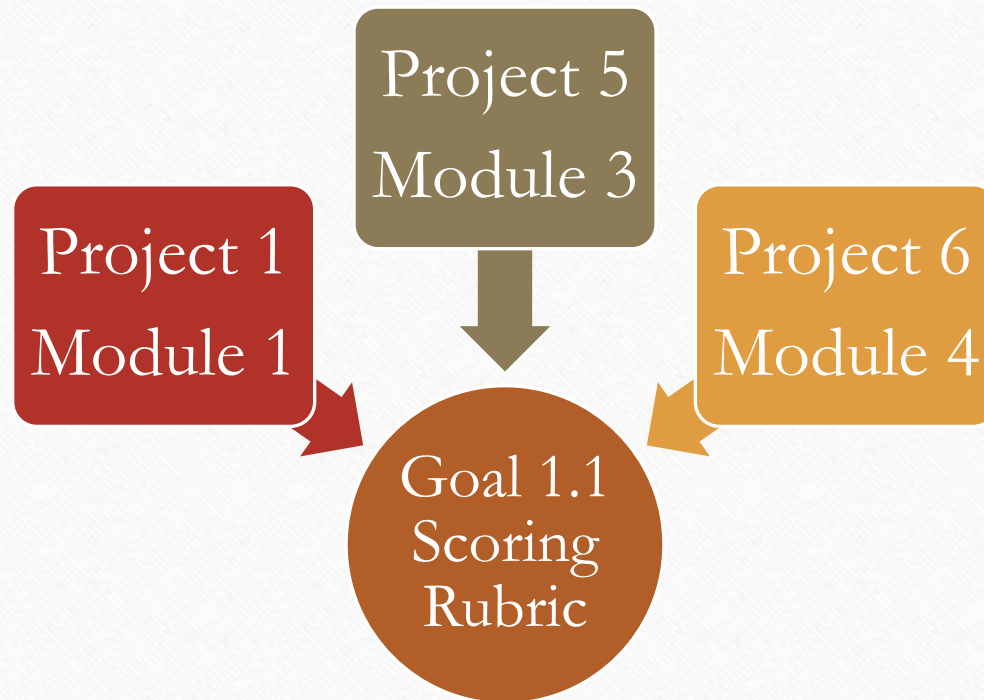 Project 5
Module 3
Project 1
Module 1
Project 6
Module 4
Goal 1.1
Scoring
Rubric